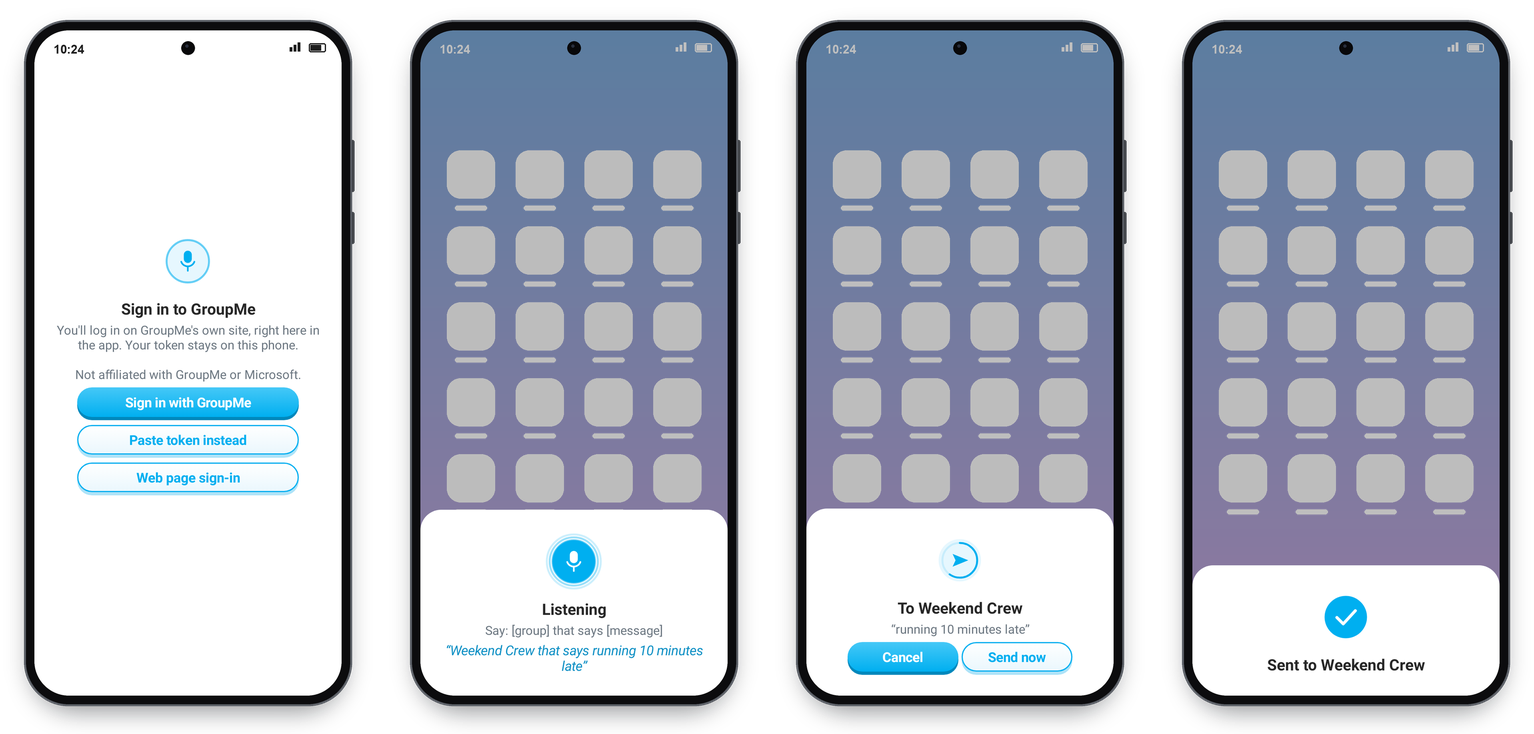 10:24
Sign in to GroupMe
You'll log in on GroupMe's own site, right here in
the app. Your token stays on this phone.
Not affiliated with GroupMe or Microsoft.
Sign in with GroupMe
Paste token instead
Web page sign-in
10:24
Listening
Say: [group] that says [message]
“Weekend Crew that says running 10 minutes
late”
10:24
To Weekend Crew
“running 10 minutes late”
Cancel
Send now
10:24
Sent to Weekend Crew